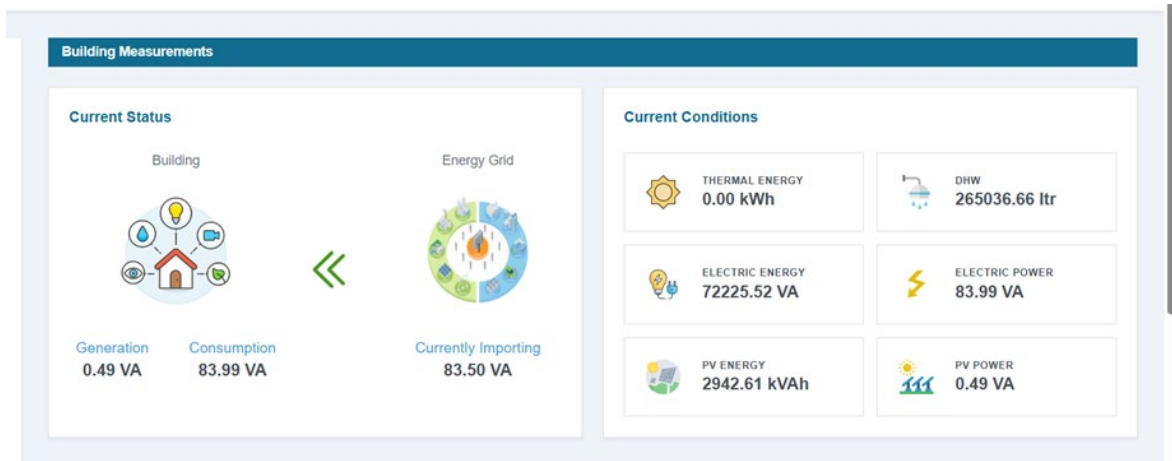 Building Measurements
Current Status
Building
Energy Grid
Generation
0.49 VA
Consumption
83.99 VA
Currently Importing
83.50 VA
Current Conditions
THERMAL ENERGY
0.00 kWh
DHW
265036.66 ltr
ELECTRIC ENERGY
72225.52 VA
ELECTRIC POWER
83.99 VA
PV ENERGY
2942.61 kVAh
PV POWER
0.49 VA